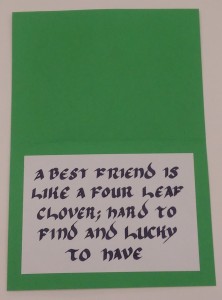 A BEST FRIEND IS
LIKE A FOUR LEAF
CLOVER; HARD TO
FIND AND LUCKY
TO HAVE